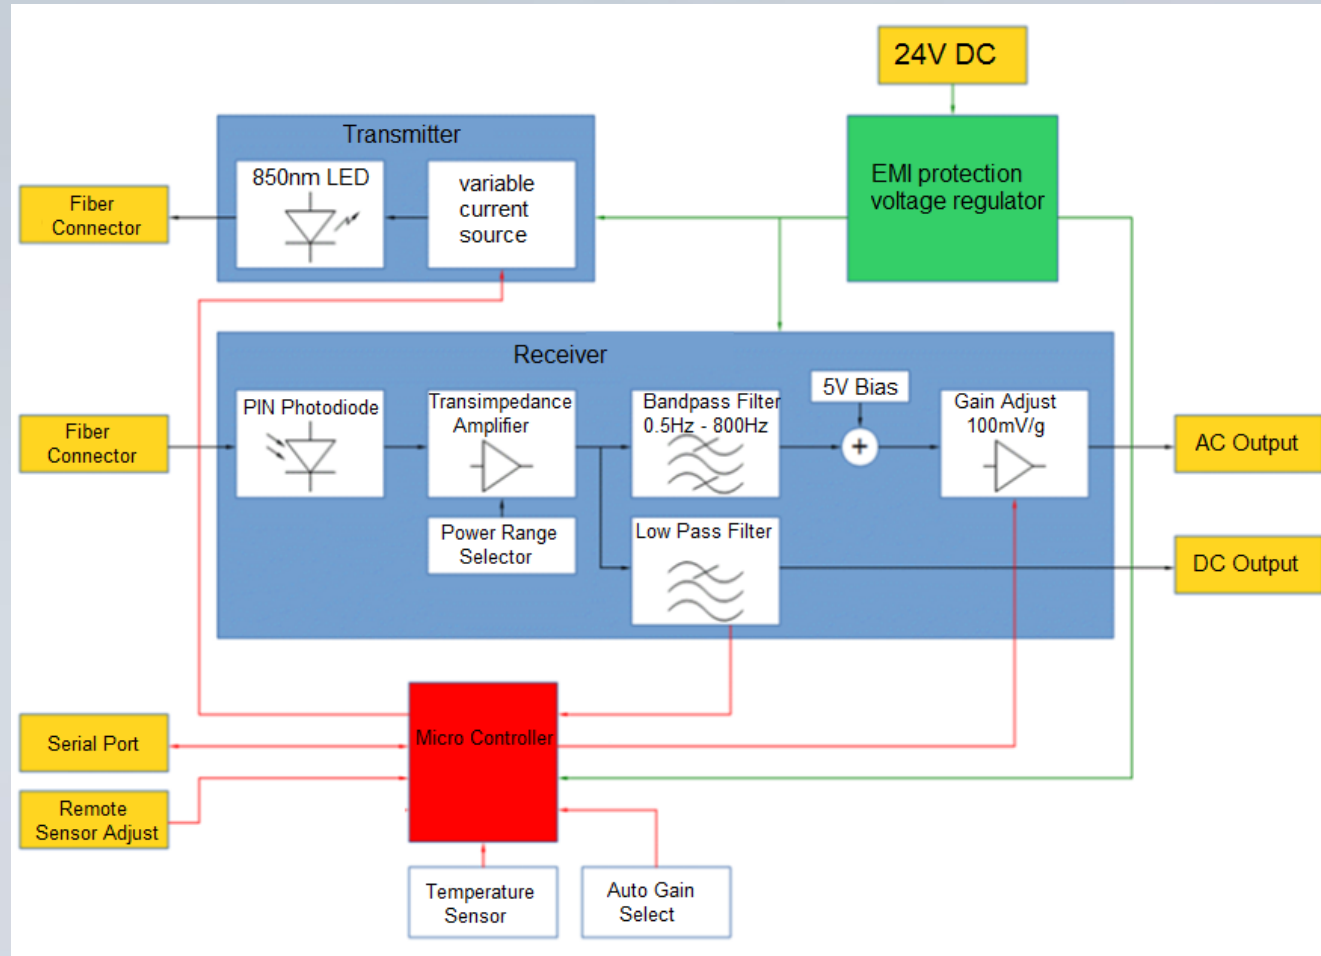 24V DC
Transmitter
EMI protection
voltage regulator
850nm LED
variable
current
source
Fiber
Connector
Receiver
5V Bias
PIN Photodiode
Transimpedance
Amplifier
Bandpass Filter
0.5Hz - 800Hz
+
Gain Adjust
100mV/g
Fiber
Connector
AC Output
Power Range
Selector
Low Pass Filter
DC Output
Micro Controller
Serial Port
Remote
Sensor Adjust
Temperature
Sensor
Auto Gain
Select